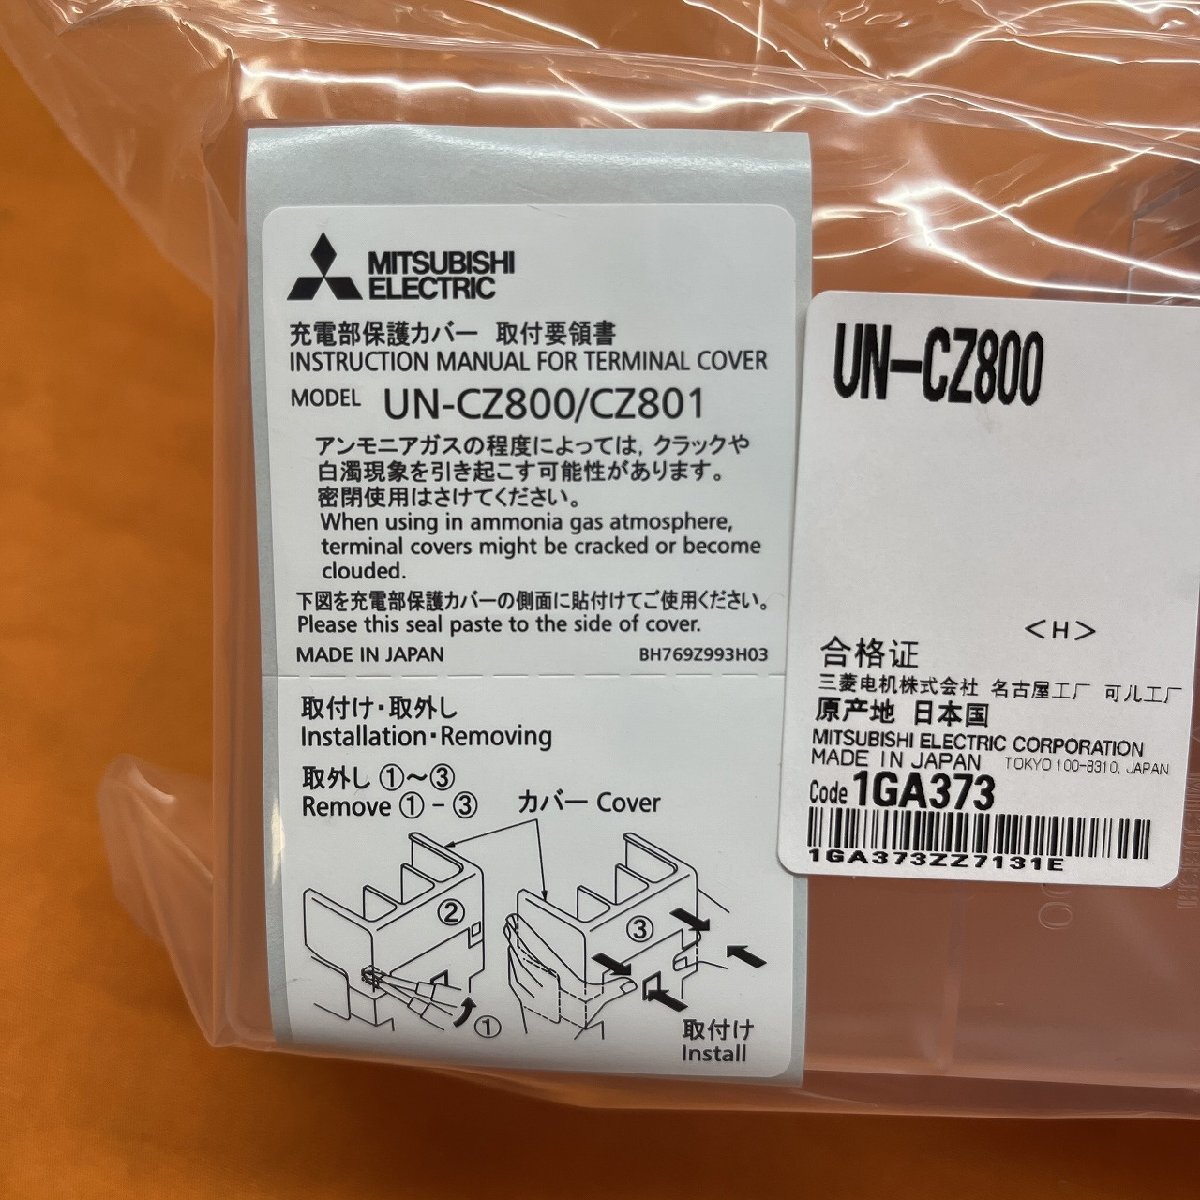 MITSUBISHI
ELECTRIC
充電部保護カバー 取付要領書
INSTRUCTION MANUAL FOR TERMINAL COVER
MODEL UN-CZ800/CZ801
アンモニアガスの程度によっては，クラックや
白濁現象を引き起こす可能性があります。
密閉使用はさけてください。
When using in ammonia gas atmosphere,
terminal covers might be cracked or become
clouded.
下図を充電部保護カバーの側面に貼付けてご使用ください。
Please this seal paste to the side of cover.
MADE IN JAPAN BH769Z993H03
取付け・取外し
Installation・Removing
取外し ①〜③
Remove ① - ③
カバー Cover
②
③
①
取付け
Install
UN-CZ800
<H>
合格证
三菱电机株式会社 名古屋工厂 可儿工厂
原产地 日本国
MITSUBISHI ELECTRIC CORPORATION
MADE IN JAPAN TOKYO 100-8310, JAPAN
Code 1GA373
1GA373ZZ7131E